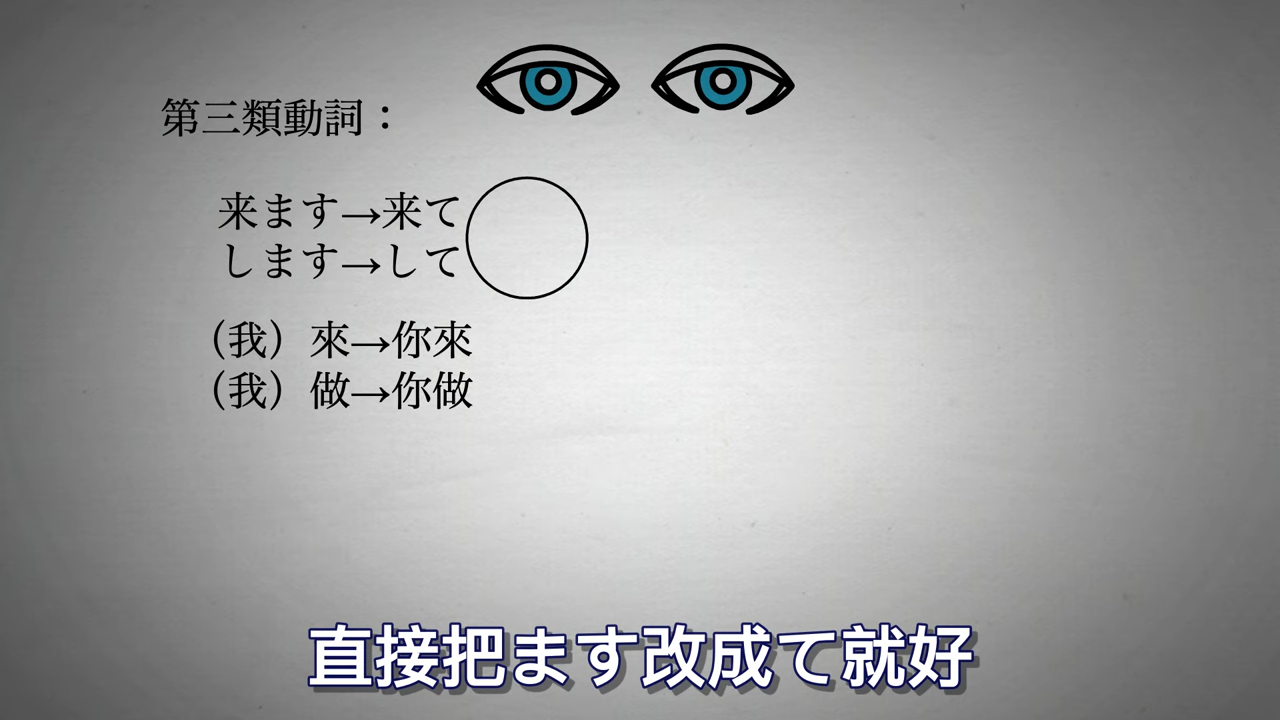 第三類動詞：
来ます→来て
します→して
（我）來→你來
（我）做→你做
直接把ます改成て就好